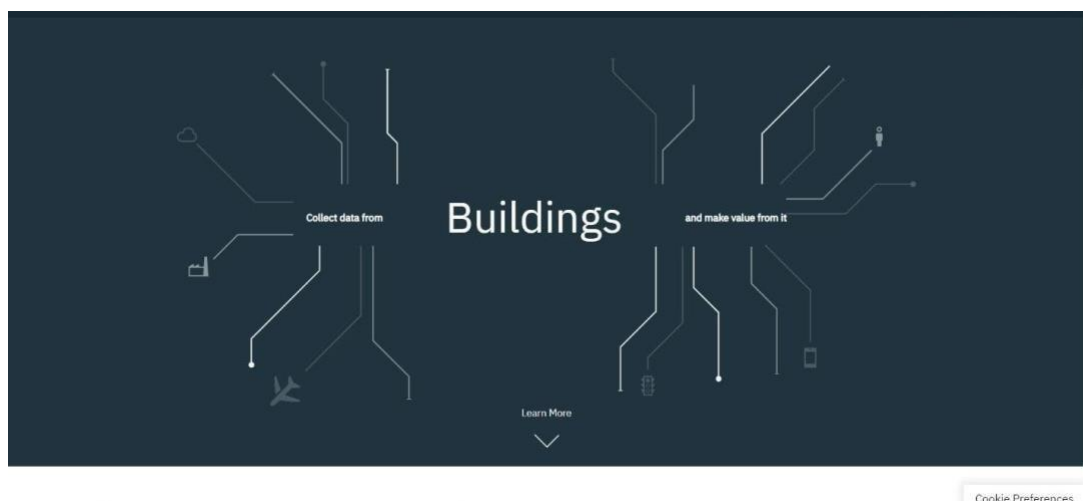 Collect data from
Buildings
and make value from it
Learn More
Cookie Preferences